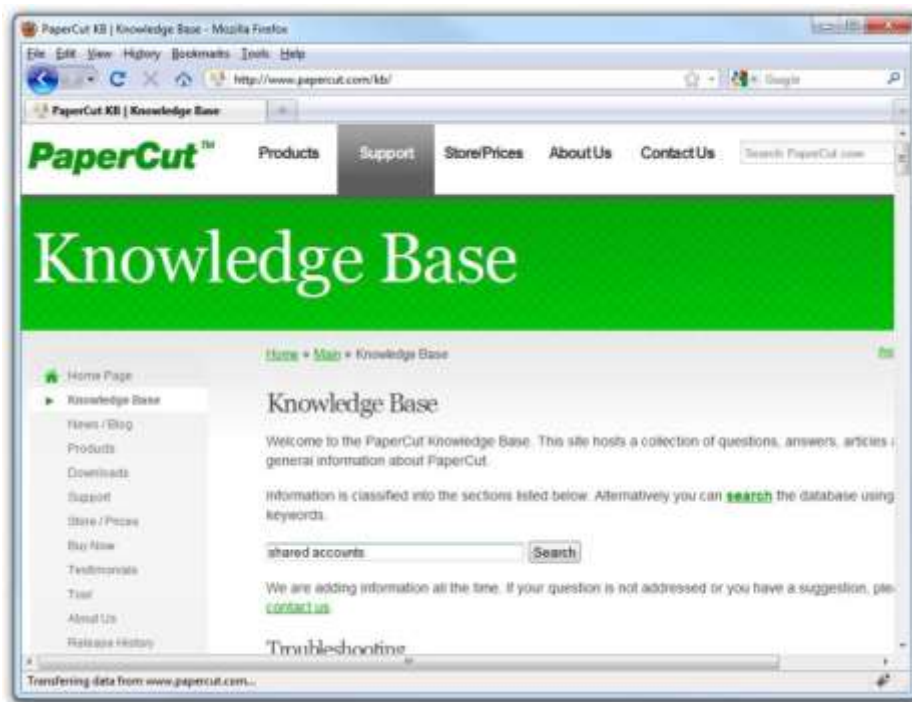 PaperCut KB | Knowledge Base - Mozilla Firefox
File Edit View History Bookmarks Tools Help
http://www.papercut.com/kb/
Google
PaperCut KB | Knowledge Base
PaperCut™
Products Support Store/Prices About Us Contact Us Search PaperCut.com
Knowledge Base
Home » Main » Knowledge Base
Home Page
Knowledge Base
News / Blog
Products
Downloads
Support
Store / Prices
Buy Now
Testimonials
Tour
About Us
Release History
Knowledge Base
Welcome to the PaperCut Knowledge Base. This site hosts a collection of questions, answers, articles
general information about PaperCut.
Information is classified into the sections listed below. Alternatively you can search the database using
keywords.
shared accounts Search
We are adding information all the time. If your question is not addressed or you have a suggestion, ple
contact us
Troubleshooting
Transferring data from www.papercut.com...